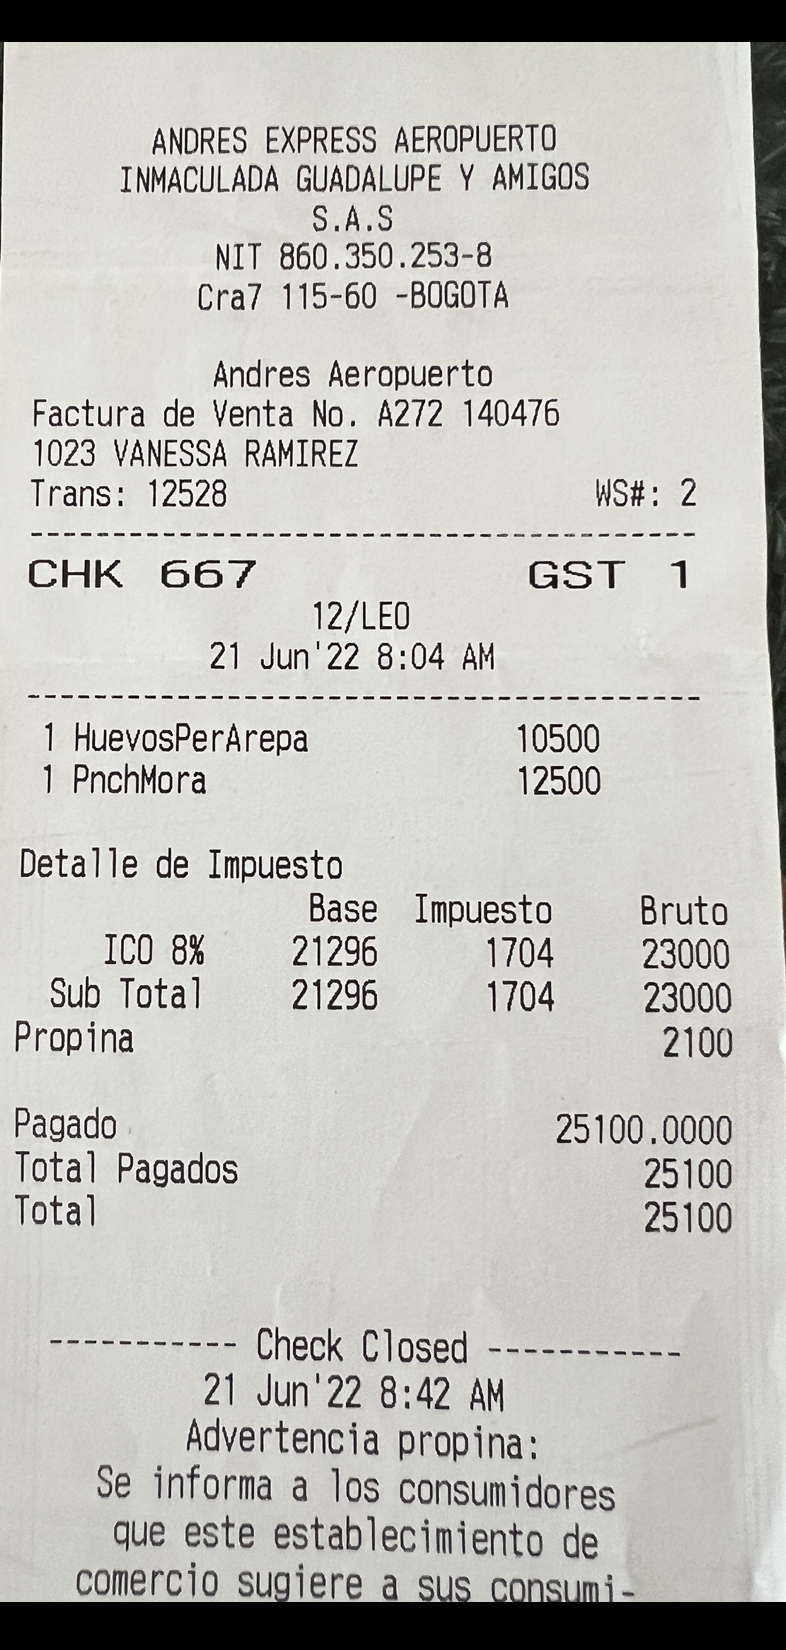 ANDRES EXPRESS AEROPUERTO
INMACULADA GUADALUPE Y AMIGOS
S.A.S
NIT 860.350.253-8
Cra7 115-60 -BOGOTA
Andres Aeropuerto
Factura de Venta No. A272 140476
1023 VANESSA RAMIREZ
Trans: 12528 WS#: 2
----------------------------------------
CHK 667 GST 1
12/LEO
21 Jun'22 8:04 AM
----------------------------------------
1 HuevosPerArepa 10500
1 PnchMora 12500
Detalle de Impuesto
Base Impuesto Bruto
ICO 8% 21296 1704 23000
Sub Total 21296 1704 23000
Propina 2100
Pagado 25100.0000
Total Pagados 25100
Total 25100
----------- Check Closed -----------
21 Jun'22 8:42 AM
Advertencia propina:
Se informa a los consumidores
que este establecimiento de
comercio sugiere a sus consumi-